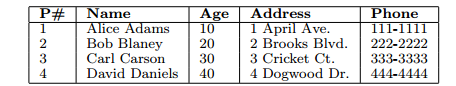 P# Name Age Address Phone
1 Alice Adams 10 1 April Ave. 111-1111
2 Bob Blaney 20 2 Brooks Blvd. 222-2222
3 Carl Carson 30 3 Cricket Ct. 333-3333
4 David Daniels 40 4 Dogwood Dr. 444-4444